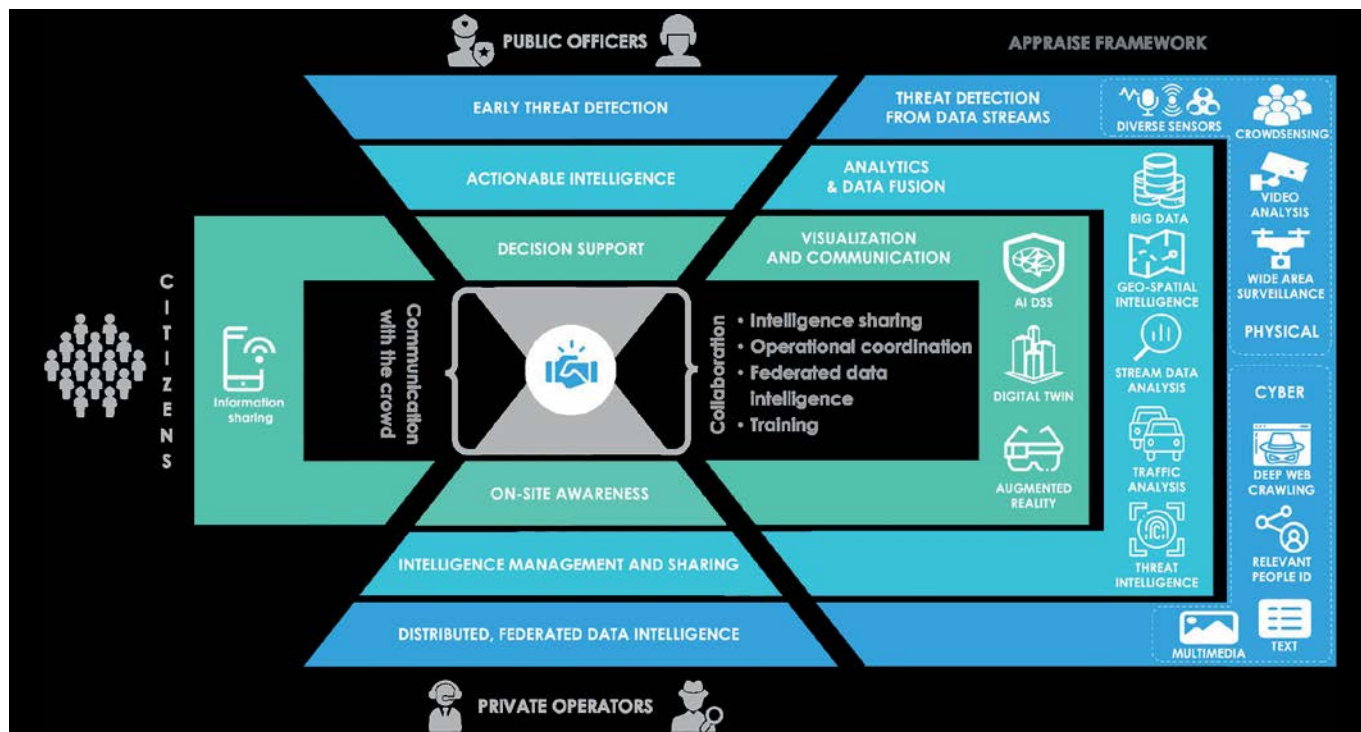 PUBLIC OFFICERS
APPRAISE FRAMEWORK
EARLY THREAT DETECTION
THREAT DETECTION
FROM DATA STREAMS
DIVERSE SENSORS
CROWDSENSING
ACTIONABLE INTELLIGENCE
ANALYTICS
& DATA FUSION
BIG DATA
VIDEO
ANALYSIS
DECISION SUPPORT
VISUALIZATION
AND COMMUNICATION
AI DSS
GEO-SPATIAL
INTELLIGENCE
WIDE AREA
SURVEILLANCE
PHYSICAL
CITIZENS
Information
sharing
Communication
with the crowd
Collaboration
• Intelligence sharing
• Operational coordination
• Federated data
intelligence
• Training
DIGITAL TWIN
STREAM DATA
ANALYSIS
CYBER
AUGMENTED
REALITY
TRAFFIC
ANALYSIS
DEEP WEB
CRAWLING
ON-SITE AWARENESS
INTELLIGENCE MANAGEMENT AND SHARING
THREAT
INTELLIGENCE
RELEVANT
PEOPLE ID
DISTRIBUTED, FEDERATED DATA INTELLIGENCE
MULTIMEDIA
TEXT
PRIVATE OPERATORS